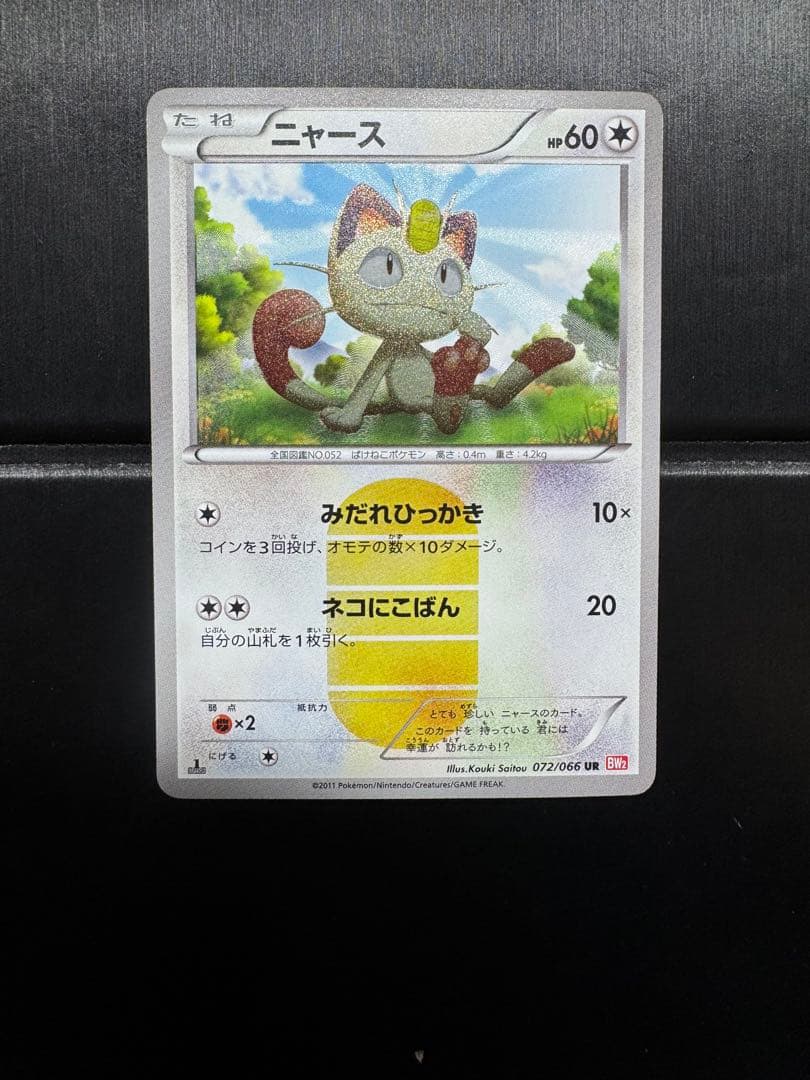 たね ニャース HP60
全国図鑑NO.052 ばけねこポケモン 高さ:0.4m 重さ:4.2kg
みだれひっかき 10×
コインを3回投げ、オモテの数×10ダメージ。
ネコにこばん 20
自分の山札を1枚引く。
弱点 抵抗力
×2
にげる
とても 珍しい ニャースのカード。
このカードを 持っている 君には
幸運が 訪れるかも!?
Illus.Kouki Saitou 072/066 UR BW2
©2011 Pokémon/Nintendo/Creatures/GAME FREAK.